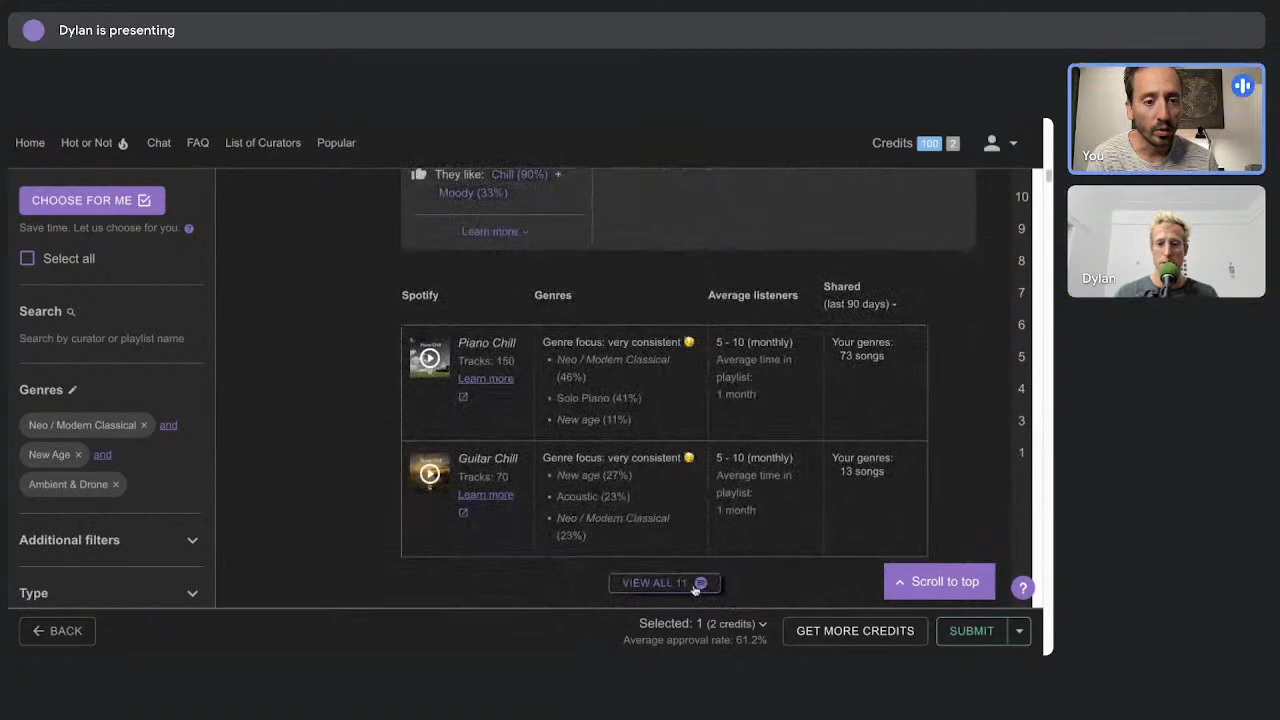 Dylan is presenting
Home Hot or Not Chat FAQ List of Curators Popular
Credits 100 2
You
Dylan
CHOOSE FOR ME
Save time. Let us choose for you. ?
Select all
Search
Search by curator or playlist name
Genres
Neo / Modern Classical × and
New Age × and
Ambient & Drone ×
Additional filters
Type
They like: Chill (90%) +
Moody (33%)
Learn more
Spotify Genres Average listeners Shared
(last 90 days) -
Piano Chill
Tracks: 150
Learn more
Genre focus: very consistent
• Neo / Modern Classical
(46%)
• Solo Piano (41%)
• New age (11%)
5 - 10 (monthly)
Average time in
playlist:
1 month
Your genres:
73 songs
Guitar Chill
Tracks: 70
Learn more
Genre focus: very consistent
• New age (27%)
• Acoustic (23%)
• Neo / Modern Classical
(23%)
5 - 10 (monthly)
Average time in
playlist:
1 month
Your genres:
13 songs
VIEW ALL 11
10
9
8
7
6
5
4
3
1
Scroll to top
?
BACK
Selected: 1 (2 credits)
Average approval rate: 61.2%
GET MORE CREDITS
SUBMIT